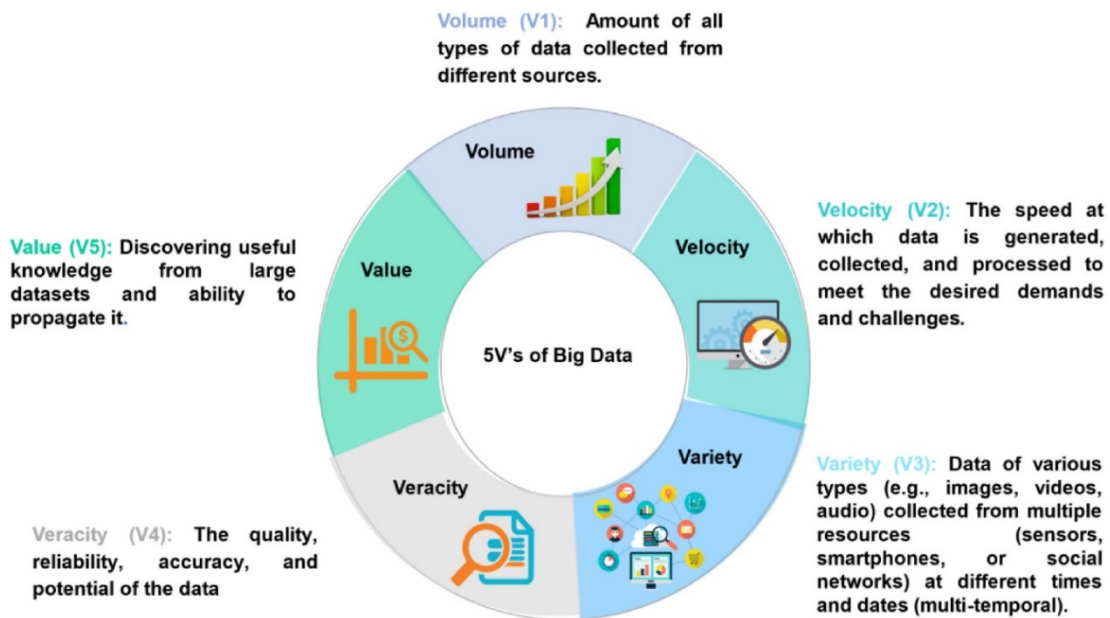 Volume (V1): Amount of all
types of data collected from
different sources.
Volume
Velocity
Velocity (V2): The speed at
which data is generated,
collected, and processed to
meet the desired demands
and challenges.
Value (V5): Discovering useful
knowledge from large
datasets and ability to
propagate it.
Value
$
5V's of Big Data
Variety
Variety (V3): Data of various
types (e.g., images, videos,
audio) collected from multiple
resources (sensors,
smartphones, or social
networks) at different times
and dates (multi-temporal).
Veracity
Veracity (V4): The quality,
reliability, accuracy, and
potential of the data